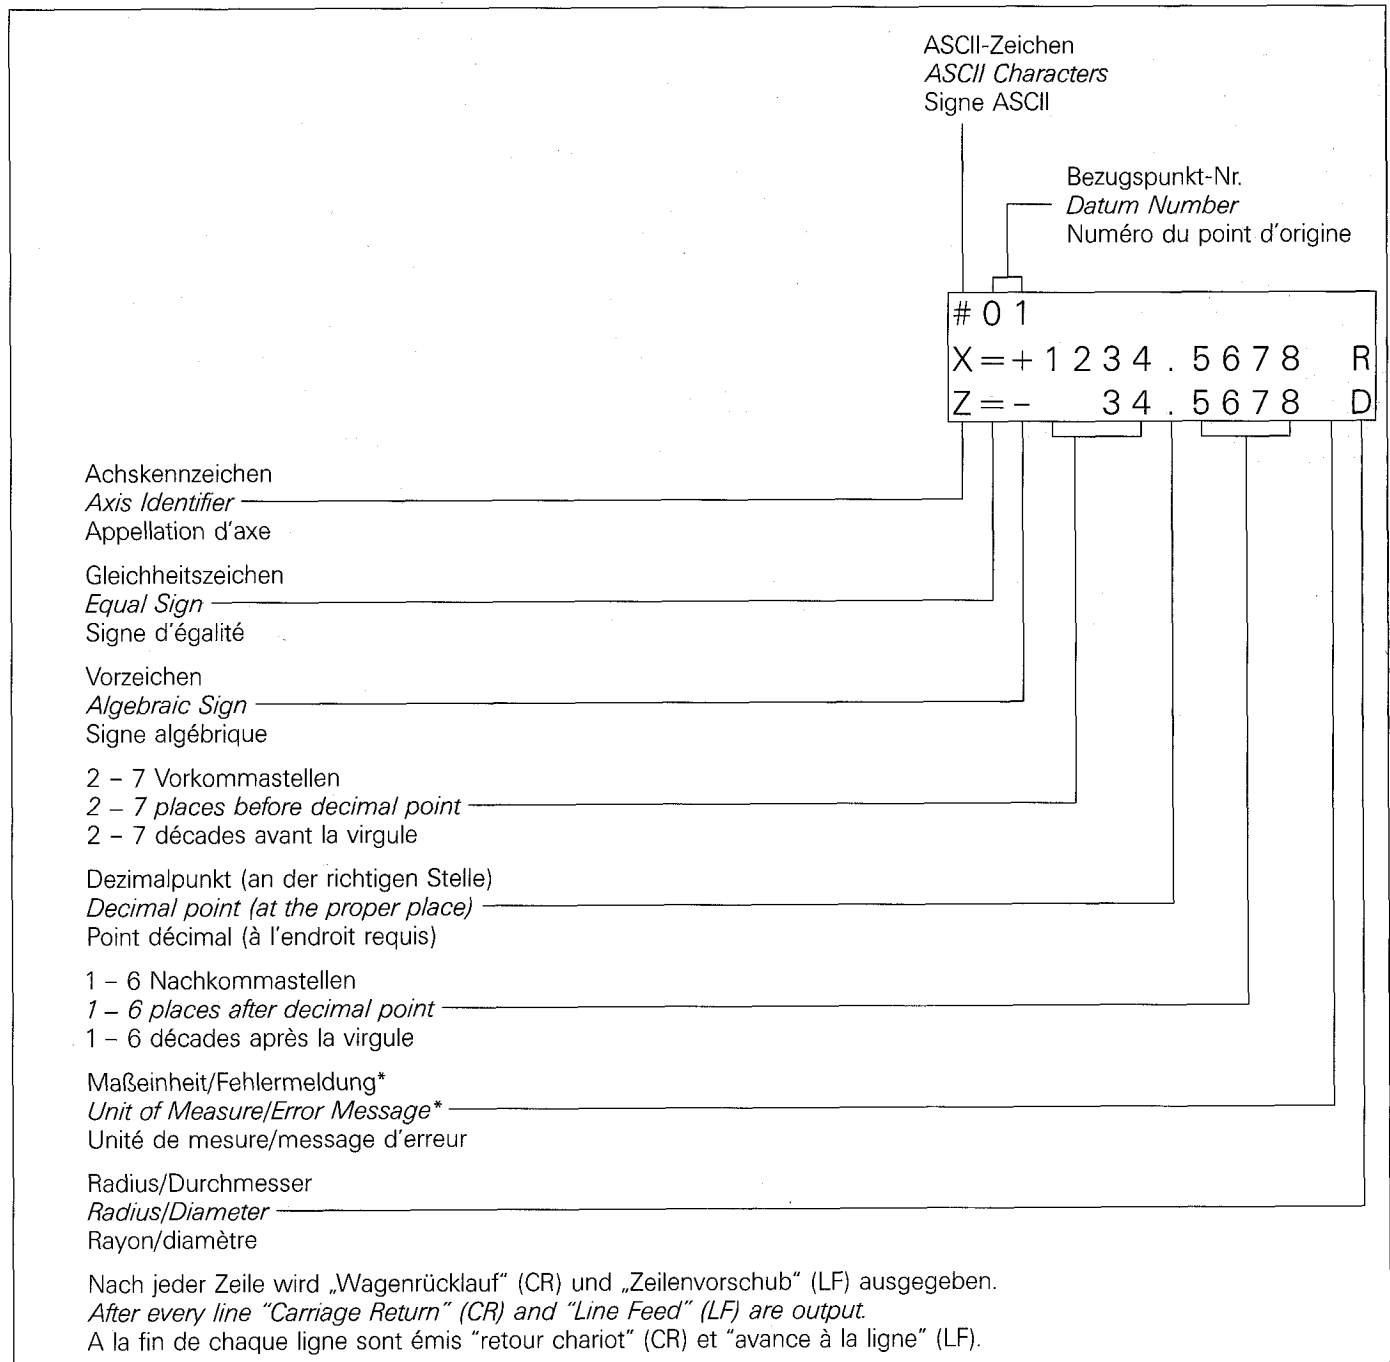 ASCII-Zeichen
ASCII Characters
Signe ASCII
Bezugspunkt-Nr.
Datum Number
Numéro du point d'origine
# 0 1
X = + 1 2 3 4 . 5 6 7 8 R
Z = – 3 4 . 5 6 7 8 D
Achskennzeichen
Axis Identifier
Appellation d'axe
Gleichheitszeichen
Equal Sign
Signe d'égalité
Vorzeichen
Algebraic Sign
Signe algébrique
2 – 7 Vorkommastellen
2 – 7 places before decimal point
2 – 7 décades avant la virgule
Dezimalpunkt (an der richtigen Stelle)
Decimal point (at the proper place)
Point décimal (à l'endroit requis)
1 – 6 Nachkommastellen
1 – 6 places after decimal point
1 – 6 décades après la virgule
Maßeinheit/Fehlermeldung*
Unit of Measure/Error Message*
Unité de mesure/message d'erreur
Radius/Durchmesser
Radius/Diameter
Rayon/diamètre
Nach jeder Zeile wird „Wagenrücklauf“ (CR) und „Zeilenvorschub“ (LF) ausgegeben.
After every line "Carriage Return" (CR) and "Line Feed" (LF) are output.
A la fin de chaque ligne sont émis "retour chariot" (CR) et "avance à la ligne" (LF).